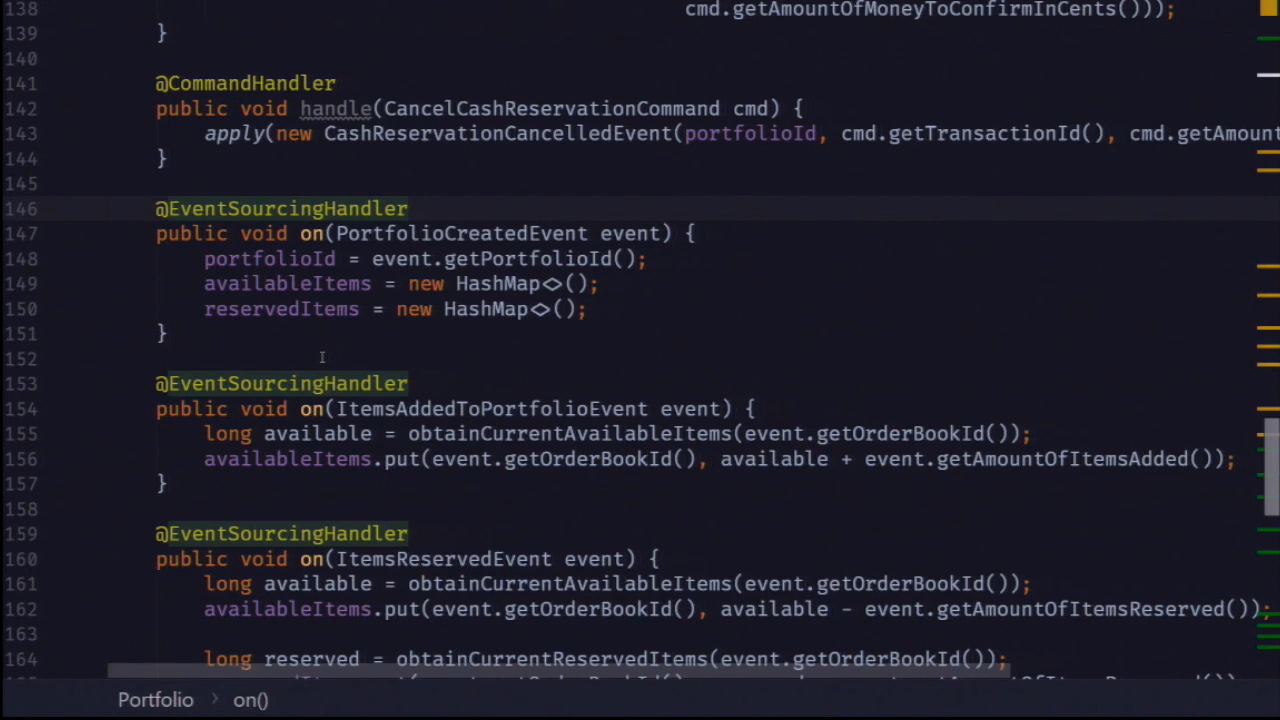 138 cmd.getAmountOfMoneyToConfirmInCents()));
139 }
140
141 @CommandHandler
142 public void handle(CancelCashReservationCommand cmd) {
143 apply(new CashReservationCancelledEvent(portfolioId, cmd.getTransactionId(), cmd.getAmount
144 }
145
146 @EventSourcingHandler
147 public void on(PortfolioCreatedEvent event) {
148 portfolioId = event.getPortfolioId();
149 availableItems = new HashMap<>();
150 reservedItems = new HashMap<>();
151 }
152
153 @EventSourcingHandler
154 public void on(ItemsAddedToPortfolioEvent event) {
155 long available = obtainCurrentAvailableItems(event.getOrderBookId());
156 availableItems.put(event.getOrderBookId(), available + event.getAmountOfItemsAdded());
157 }
158
159 @EventSourcingHandler
160 public void on(ItemsReservedEvent event) {
161 long available = obtainCurrentAvailableItems(event.getOrderBookId());
162 availableItems.put(event.getOrderBookId(), available - event.getAmountOfItemsReserved());
163
164 long reserved = obtainCurrentReservedItems(event.getOrderBookId());
Portfolio > on()